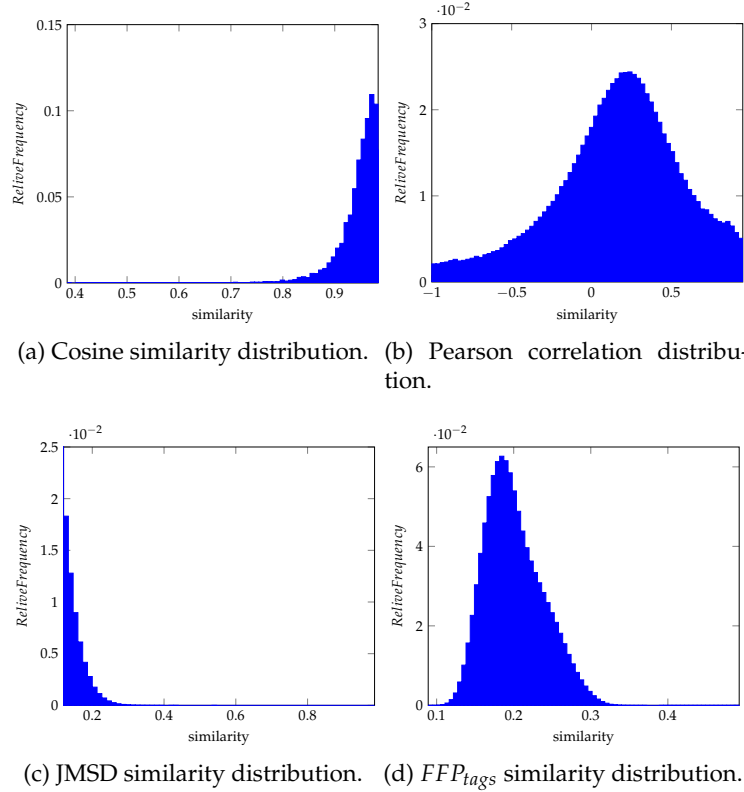 ·10⁻²
0.15
0.1
0.05
0
ReliveFrequency
0.4 0.5 0.6 0.7 0.8 0.9
similarity
3
2
1
0
ReliveFrequency
−1 −0.5 0 0.5
similarity
(a) Cosine similarity distribution.
(b) Pearson correlation distribu-
tion.
·10⁻²
2.5
2
1.5
1
0.5
0
ReliveFrequency
0.2 0.4 0.6 0.8
similarity
·10⁻²
6
4
2
0
ReliveFrequency
0.1 0.2 0.3 0.4
similarity
(c) JMSD similarity distribution.
(d) FFP_tags similarity distribution.